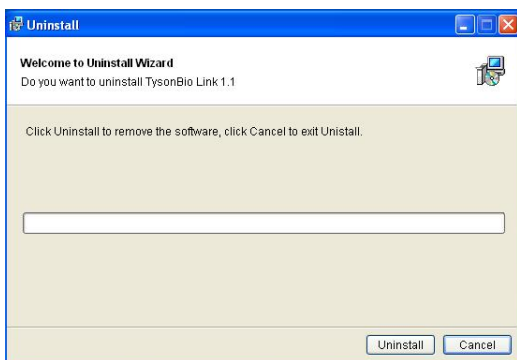 Uninstall
Welcome to Uninstall Wizard
Do you want to uninstall TysonBio Link 1.1
Click Uninstall to remove the software, click Cancel to exit Unistall.
Uninstall Cancel